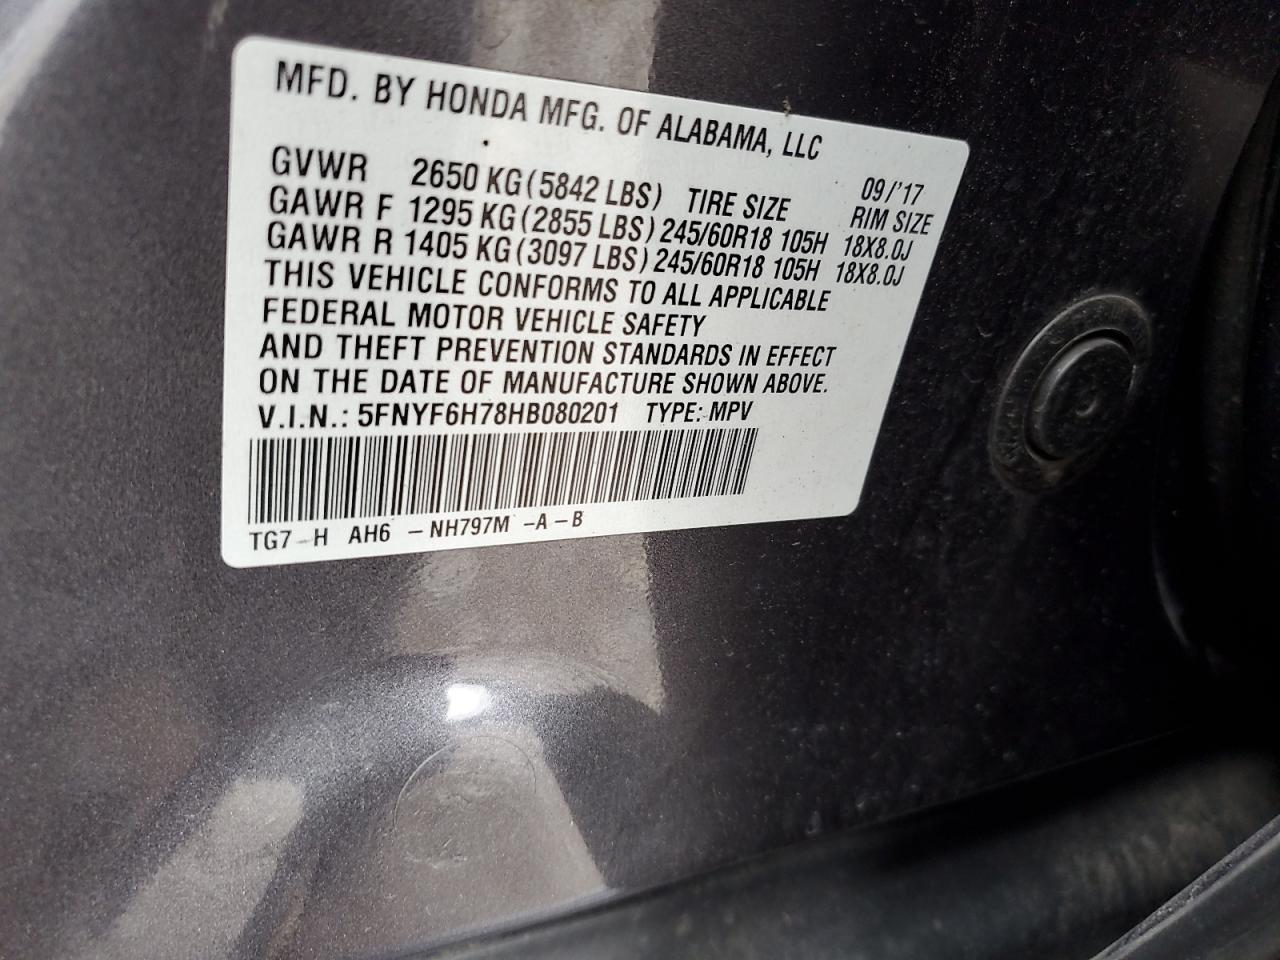 MFD. BY HONDA MFG. OF ALABAMA, LLC
09/'17
GVWR 2650 KG (5842 LBS) TIRE SIZE RIM SIZE
GAWR F 1295 KG (2855 LBS) 245/60R18 105H 18X8.0J
GAWR R 1405 KG (3097 LBS) 245/60R18 105H 18X8.0J
THIS VEHICLE CONFORMS TO ALL APPLICABLE
FEDERAL MOTOR VEHICLE SAFETY
AND THEFT PREVENTION STANDARDS IN EFFECT
ON THE DATE OF MANUFACTURE SHOWN ABOVE.
V.I.N.: 5FNYF6H78HB080201 TYPE: MPV
TG7-H AH6 -NH797M -A-B